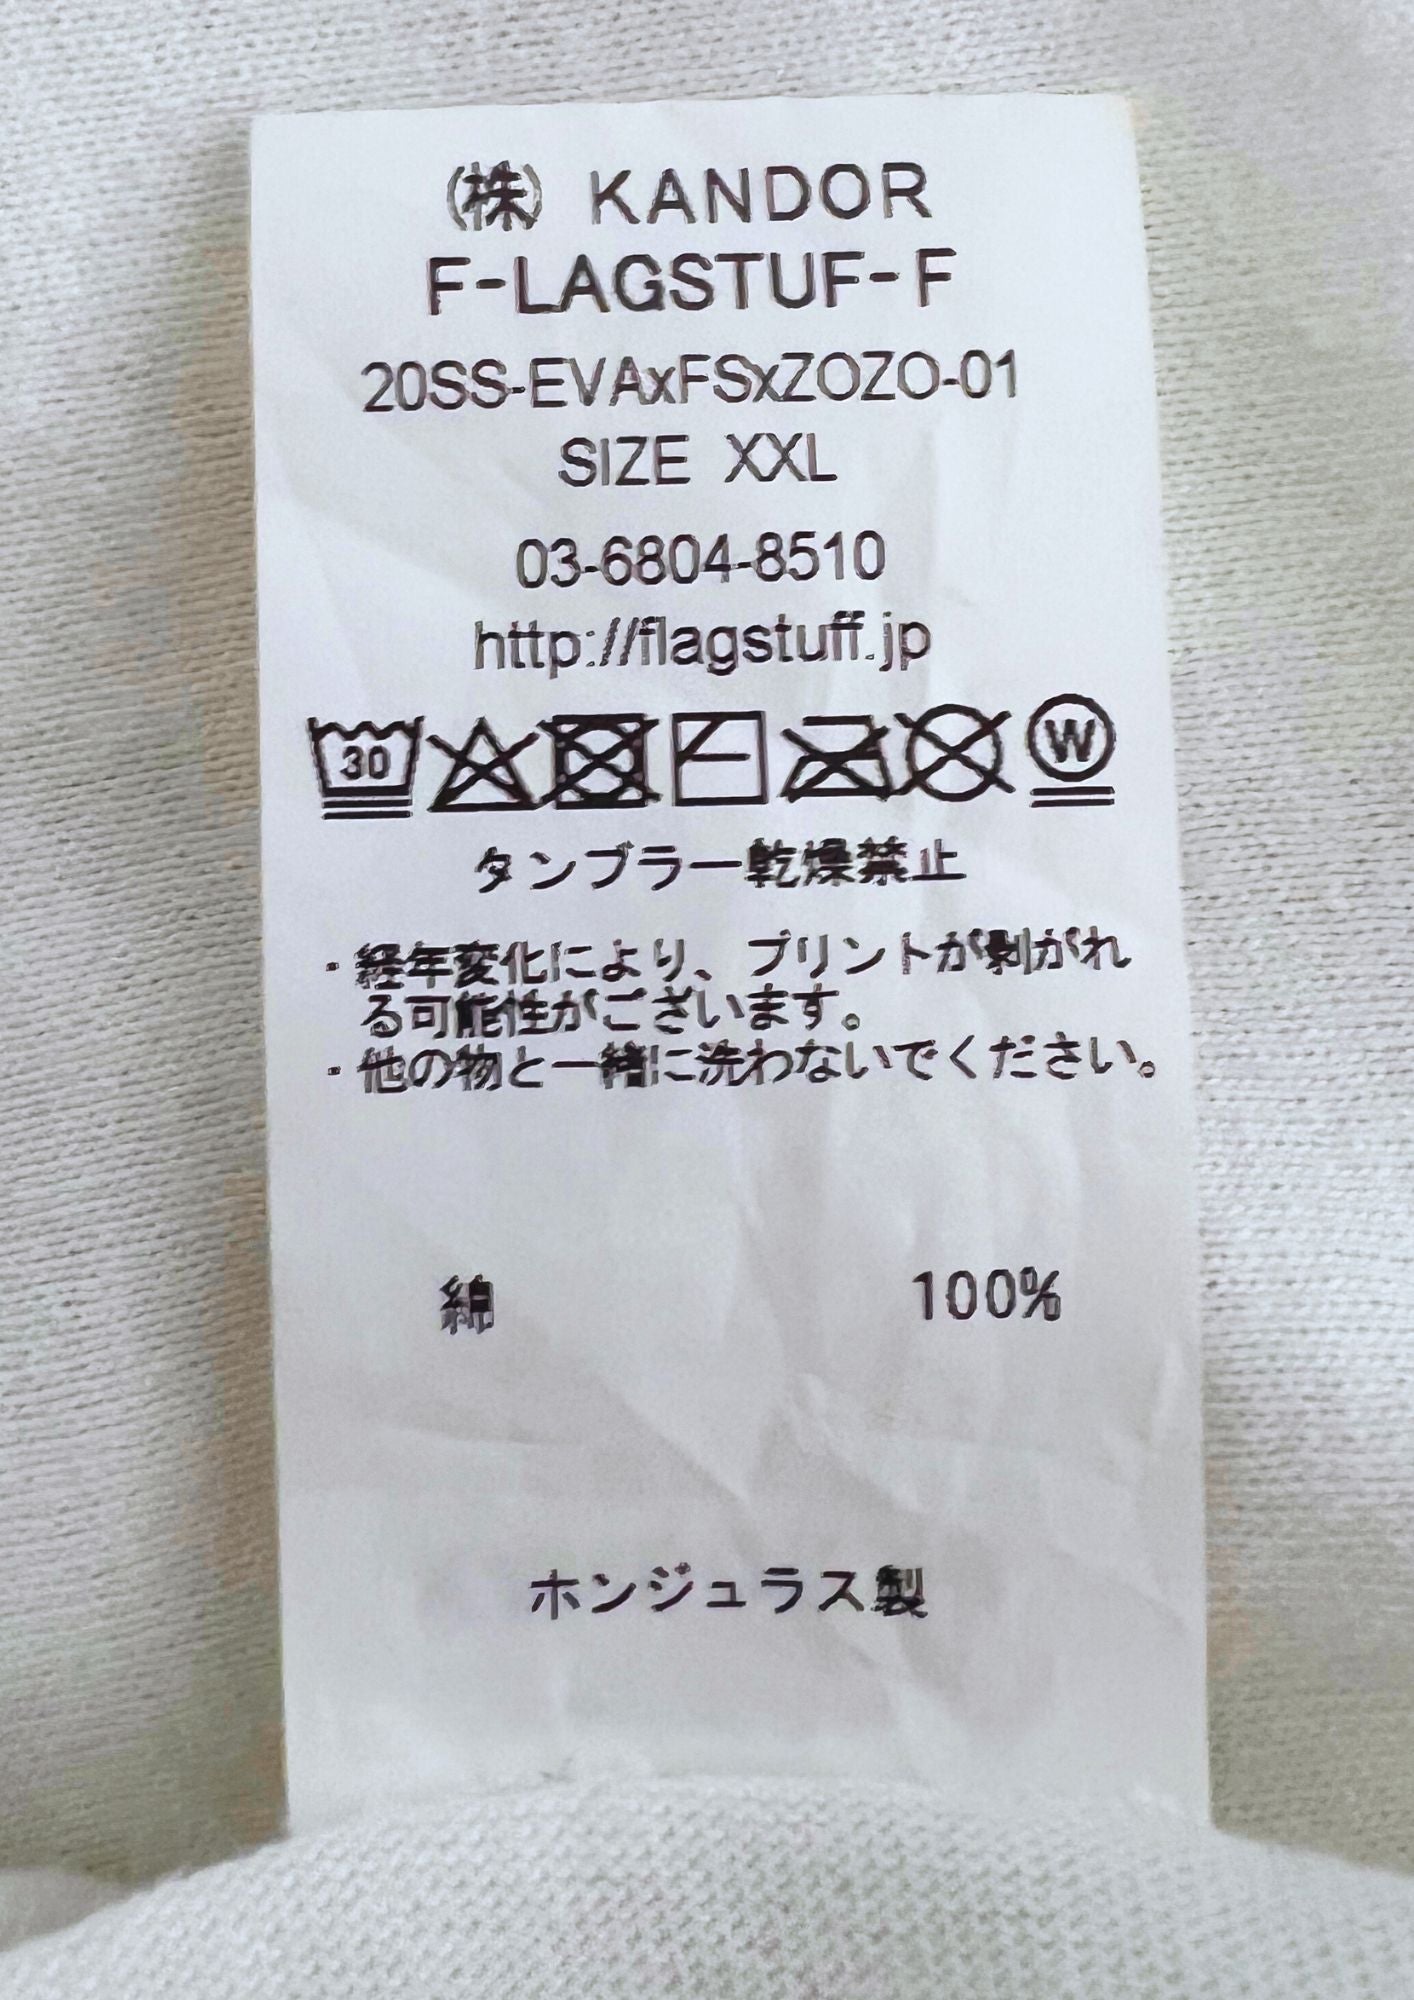 (株) KANDOR
F-LAGSTUF-F
20SS-EVAxFSxZOZO-01
SIZE XXL
03-6804-8510
http://flagstuff.jp
30 W
タンブラー乾燥禁止
・経年変化により、プリントが剥がれ
る可能性がございます。
・他の物と一緒に洗わないでください。
綿 100%
ホンジュラス製